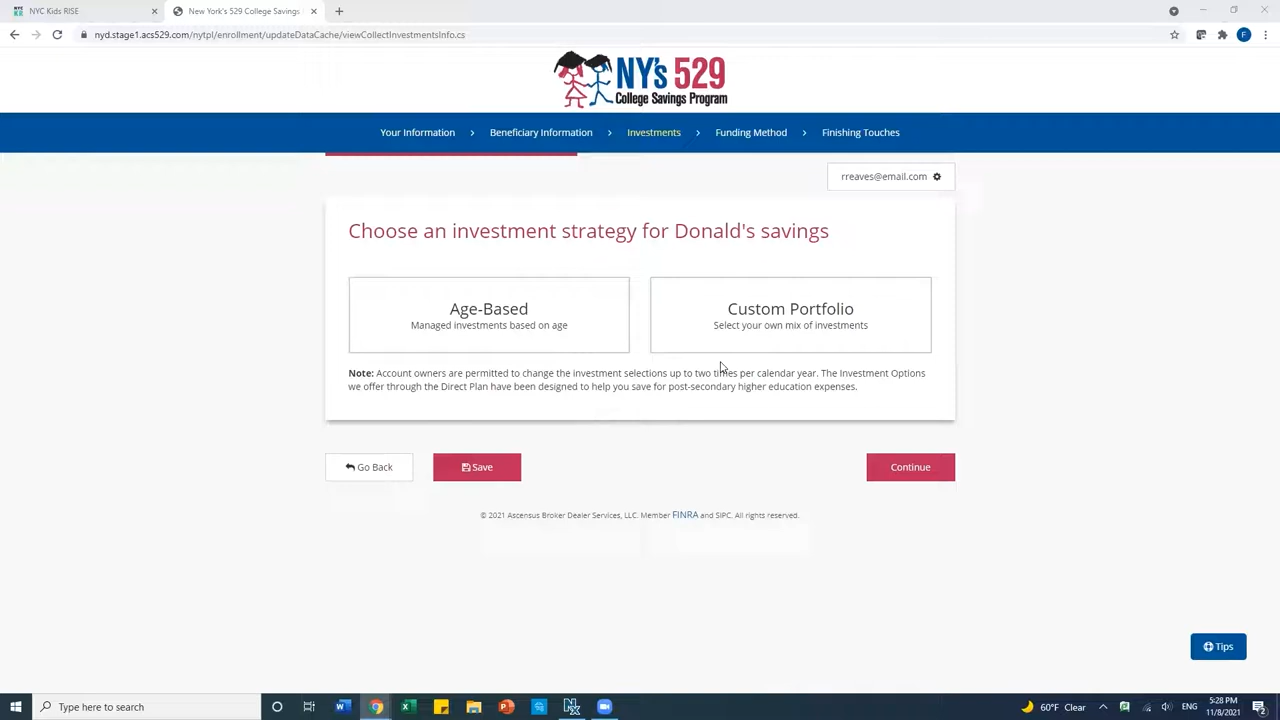 NYC Kids RISE
New York's 529 College Savings
nyd.stage1.acs529.com/nytpl/enrollment/updateDataCache/viewCollectInvestmentsInfo.cs
F
NY's 529
College Savings Program
Your Information
Beneficiary Information
Investments
Funding Method
Finishing Touches
rreaves@email.com
Choose an investment strategy for Donald's savings
Age-Based
Managed investments based on age
Custom Portfolio
Select your own mix of investments
Note: Account owners are permitted to change the investment selections up to two times per calendar year. The Investment Options
we offer through the Direct Plan have been designed to help you save for post-secondary higher education expenses.
Go Back
Save
Continue
© 2021 Ascensus Broker Dealer Services, LLC. Member FINRA and SIPC. All rights reserved.
Tips
Type here to search
60°F Clear
ENG
5:28 PM
11/8/2021